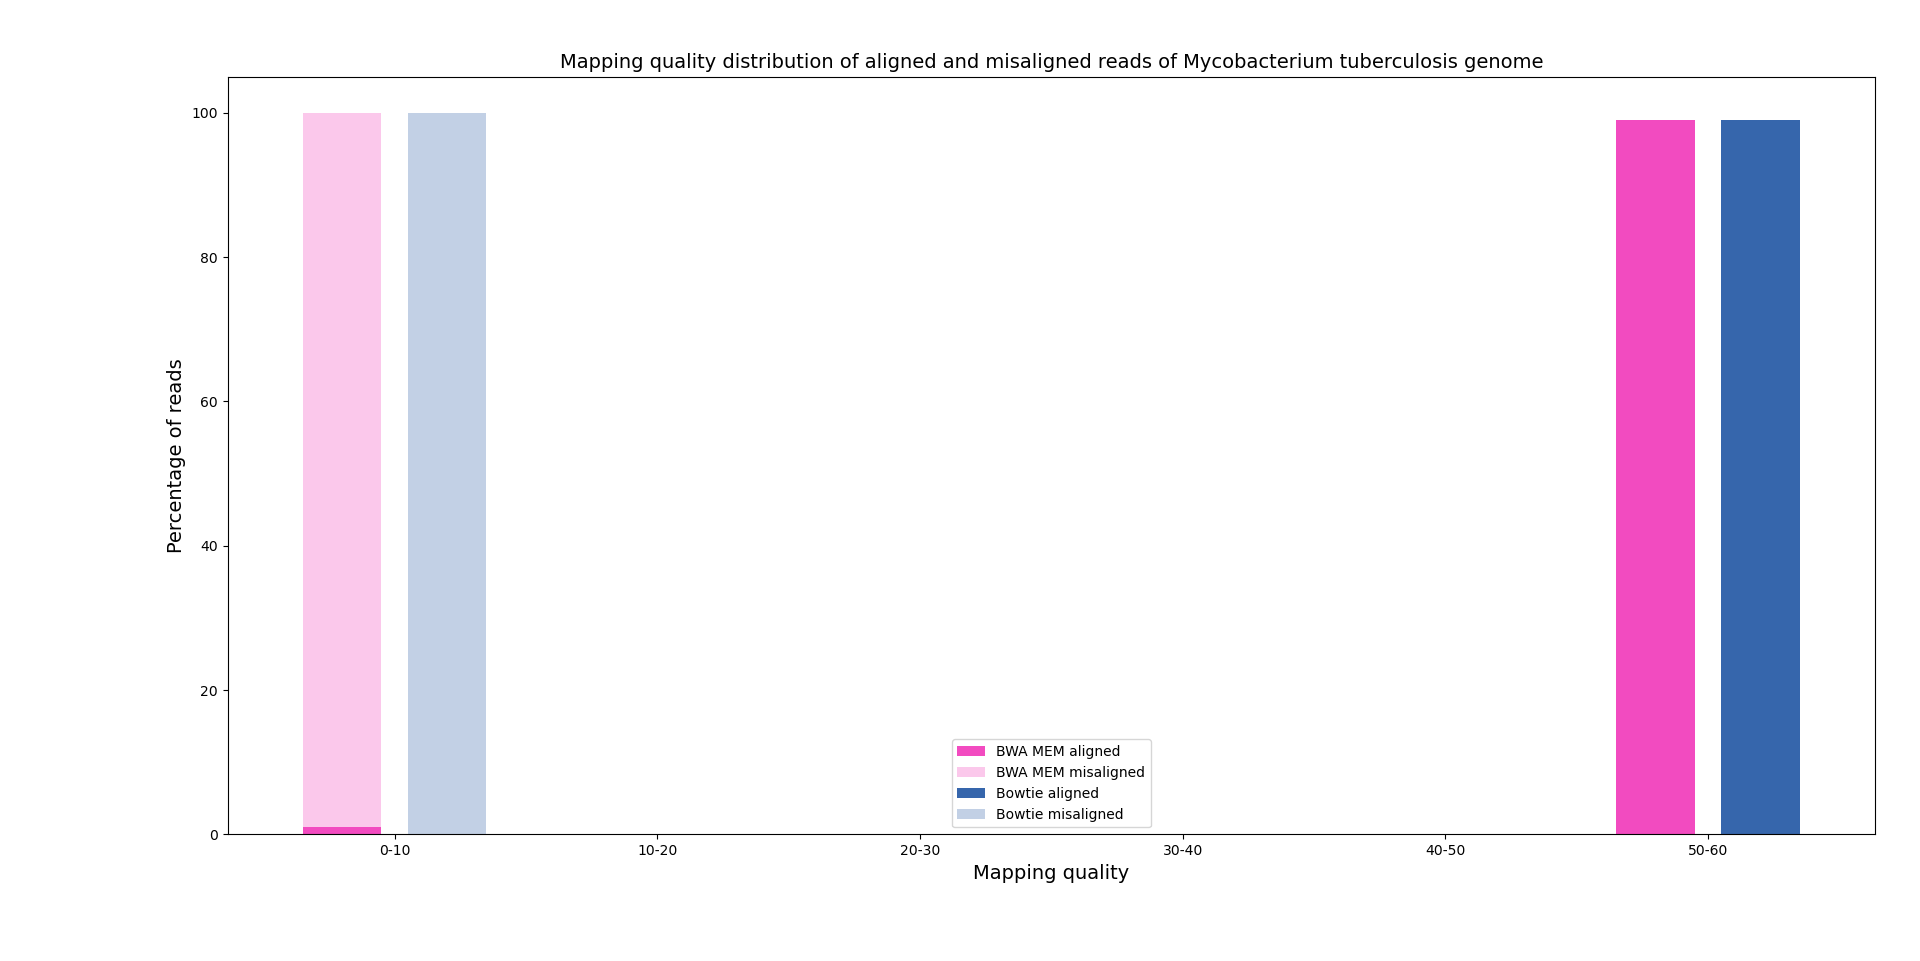 Mapping quality distribution of aligned and misaligned reads of Mycobacterium tuberculosis genome
Percentage of reads
100
80
60
40
20
0
BWA MEM aligned
BWA MEM misaligned
Bowtie aligned
Bowtie misaligned
0-10 10-20 20-30 30-40 40-50 50-60
Mapping quality